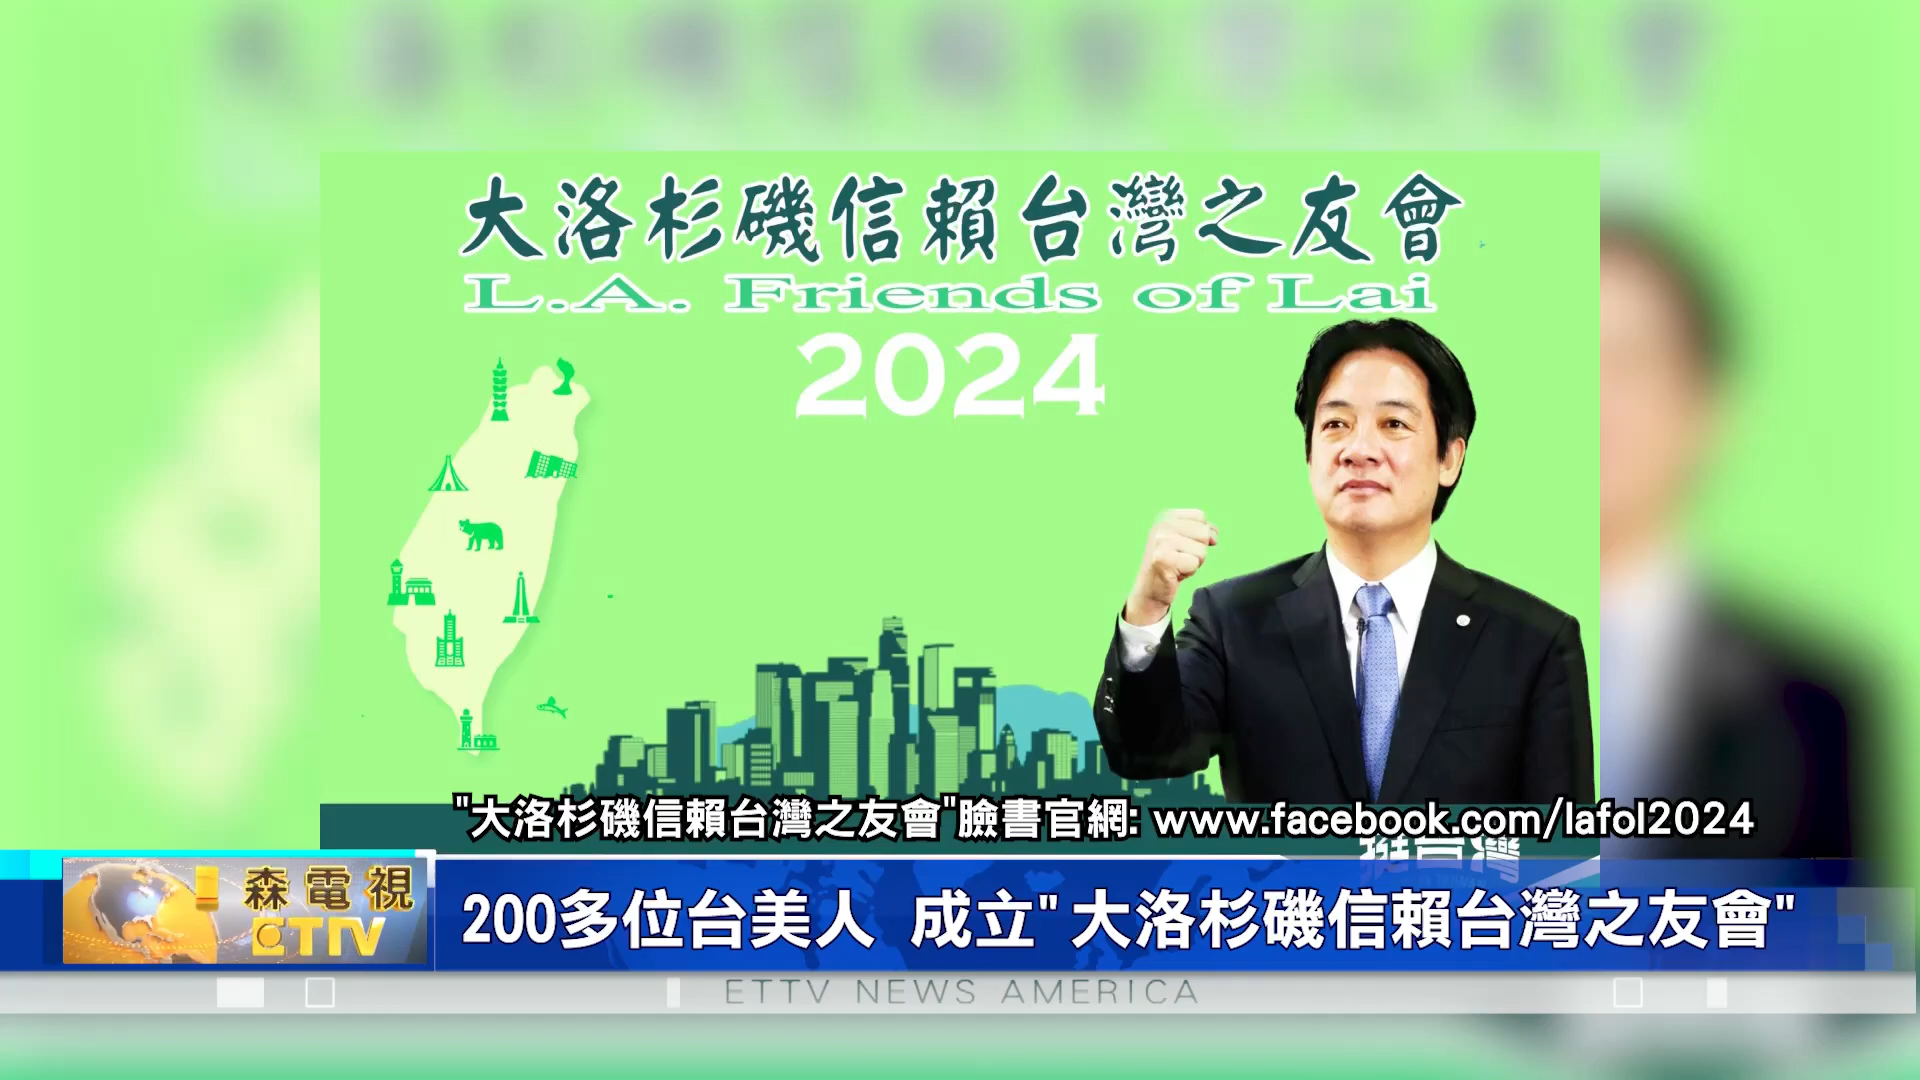 大洛杉磯信賴台灣之友會
L.A. Friends of Lai
2024
"大洛杉磯信賴台灣之友會"臉書官網: www.facebook.com/lafol2024
挺台灣
森電視
ETTV
200多位台美人 成立"大洛杉磯信賴台灣之友會"
ETTV NEWS AMERICA